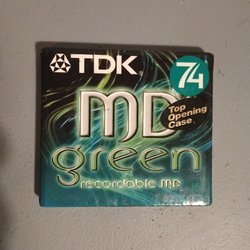 TDK
74
MD
Top
Opening
Case.
green
recordable MD